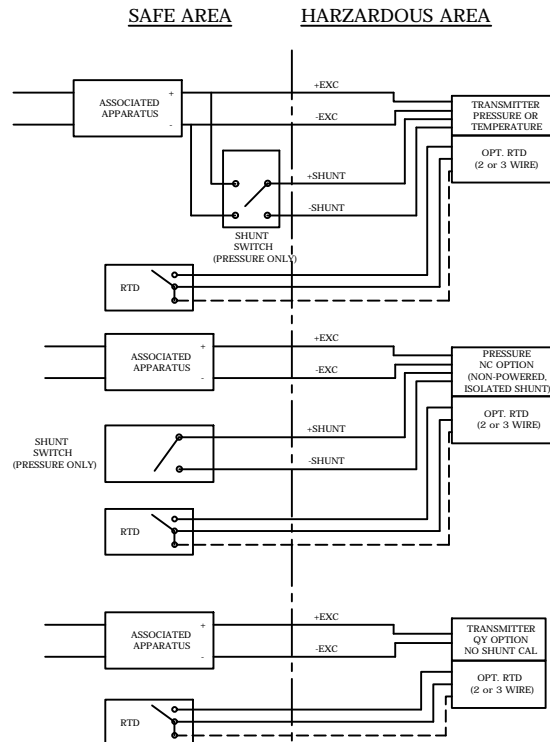 SAFE AREA
HARZARDOUS AREA
ASSOCIATED
APPARATUS
+
-
+EXC
-EXC
TRANSMITTER
PRESSURE OR
TEMPERATURE
OPT. RTD
(2 or 3 WIRE)
+SHUNT
-SHUNT
SHUNT
SWITCH
(PRESSURE ONLY)
RTD
ASSOCIATED
APPARATUS
+
-
+EXC
-EXC
PRESSURE
NC OPTION
(NON-POWERED,
ISOLATED SHUNT)
OPT. RTD
(2 or 3 WIRE)
SHUNT
SWITCH
(PRESSURE ONLY)
+SHUNT
-SHUNT
RTD
ASSOCIATED
APPARATUS
+
-
+EXC
-EXC
TRANSMITTER
QY OPTION
NO SHUNT CAL
OPT. RTD
(2 or 3 WIRE)
RTD